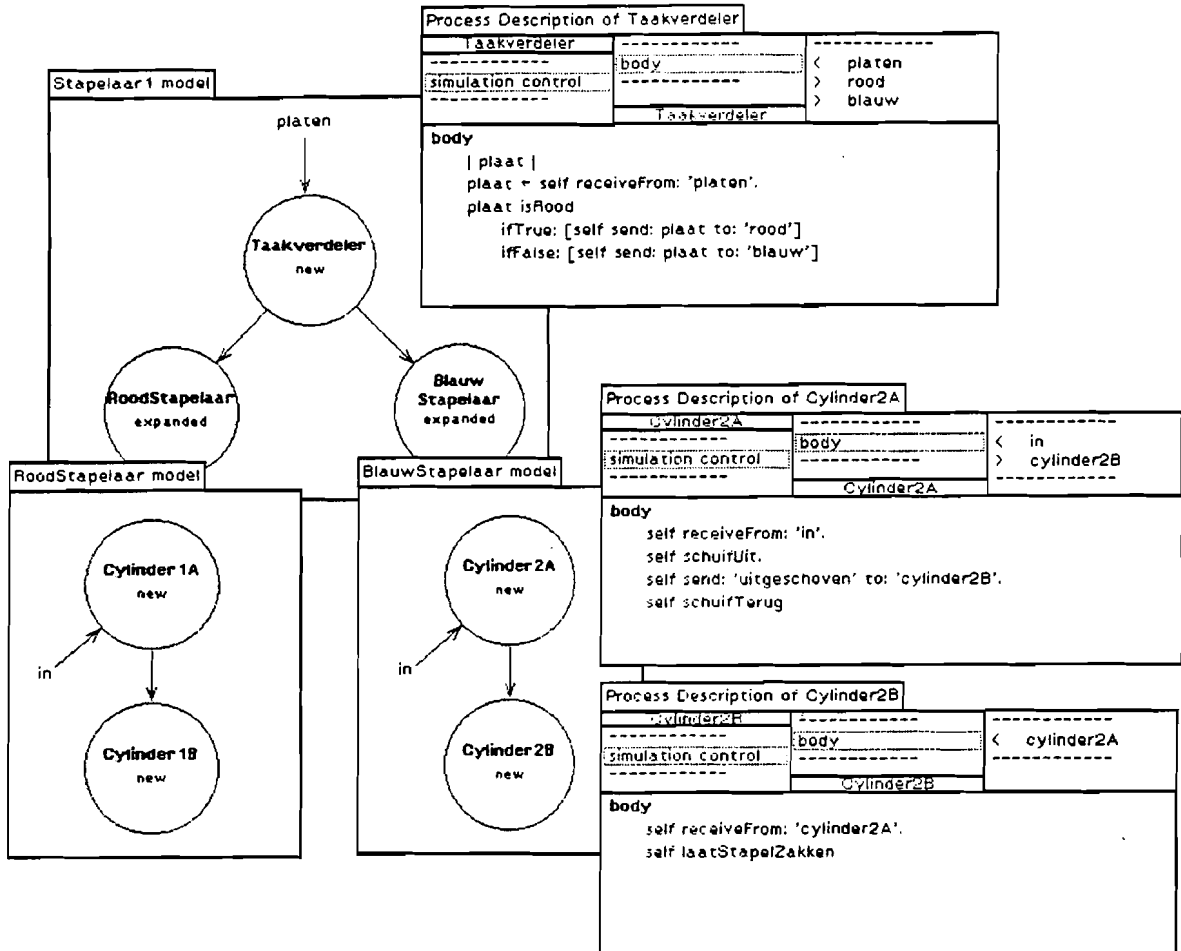 Stapelaar1 model
platen
Taakverdeler
new
RoodStapelaar
expanded
Blauw
Stapelaar
expanded
Process Description of Taakverdeler
Taakverdeler
simulation control
body
Taakverdeler
< platen
> rood
> blauw
body
| plaat |
plaat ← self receiveFrom: 'platen'.
plaat isRood
ifTrue: [self send: plaat to: 'rood']
ifFalse: [self send: plaat to: 'blauw']
RoodStapelaar model
Cylinder 1A
new
in
Cylinder 1B
new
BlauwStapelaar model
Cylinder 2A
new
in
Cylinder 2B
new
Process Description of Cylinder2A
Cylinder2A
simulation control
body
Cylinder2A
< in
> cylinder2B
body
self receiveFrom: 'in'.
self schuifUit.
self send: 'uitgeschoven' to: 'cylinder2B'.
self schuifTerug
Process Description of Cylinder2B
Cylinder2B
simulation control
body
Cylinder2B
< cylinder2A
body
self receiveFrom: 'cylinder2A'.
self laatStapelZakken